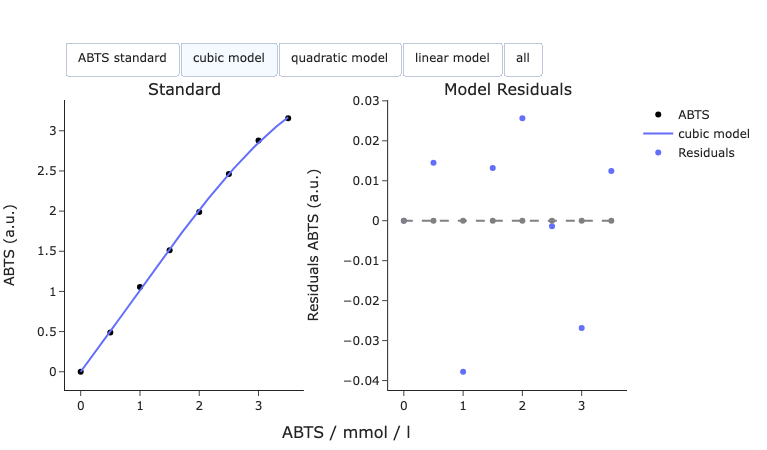 ABTS standard
cubic model
quadratic model
linear model
all
Standard
Model Residuals
ABTS (a.u.)
3
2.5
2
1.5
1
0.5
0
0
1
2
3
Residuals ABTS (a.u.)
0.03
0.02
0.01
0
−0.01
−0.02
−0.03
−0.04
0
1
2
3
ABTS
cubic model
Residuals
ABTS / mmol / l